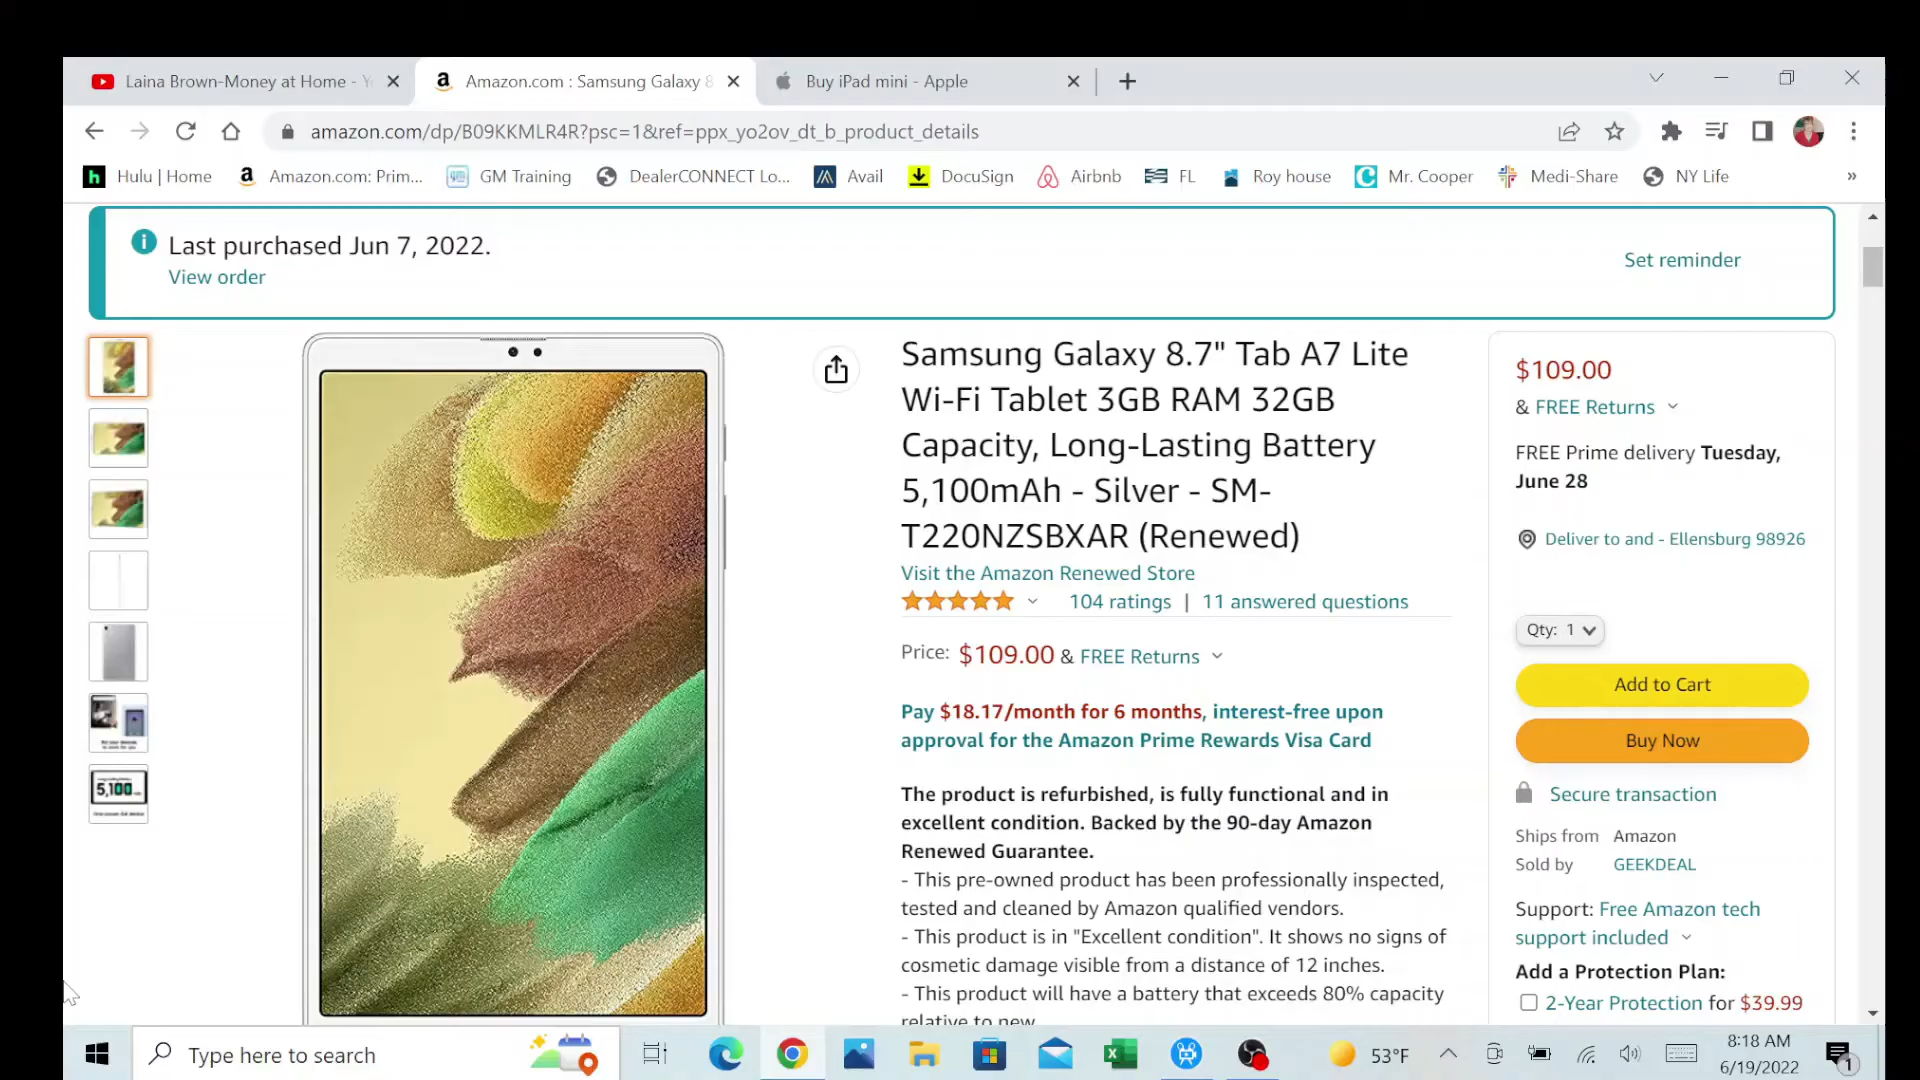 Laina Brown-Money at Home - Y
Amazon.com : Samsung Galaxy 8
Buy iPad mini - Apple
amazon.com/dp/B09KKMLR4R?psc=1&ref=ppx_yo2ov_dt_b_product_details
Hulu | Home
Amazon.com: Prim...
GM Training
DealerCONNECT Lo...
Avail
DocuSign
Airbnb
FL
Roy house
Mr. Cooper
Medi-Share
NY Life
»
Last purchased Jun 7, 2022.
View order
Set reminder
Samsung Galaxy 8.7" Tab A7 Lite
Wi-Fi Tablet 3GB RAM 32GB
Capacity, Long-Lasting Battery
5,100mAh - Silver - SM-
T220NZSBXAR (Renewed)
Visit the Amazon Renewed Store
104 ratings | 11 answered questions
Price: $109.00 & FREE Returns
Pay $18.17/month for 6 months, interest-free upon
approval for the Amazon Prime Rewards Visa Card
The product is refurbished, is fully functional and in
excellent condition. Backed by the 90-day Amazon
Renewed Guarantee.
- This pre-owned product has been professionally inspected,
tested and cleaned by Amazon qualified vendors.
- This product is in "Excellent condition". It shows no signs of
cosmetic damage visible from a distance of 12 inches.
- This product will have a battery that exceeds 80% capacity
relative to new.
$109.00
& FREE Returns
FREE Prime delivery Tuesday,
June 28
Deliver to and - Ellensburg 98926
Qty: 1
Add to Cart
Buy Now
Secure transaction
Ships from Amazon
Sold by GEEKDEAL
Support: Free Amazon tech
support included
Add a Protection Plan:
2-Year Protection for $39.99
5,100
Type here to search
53°F
8:18 AM
6/19/2022
1